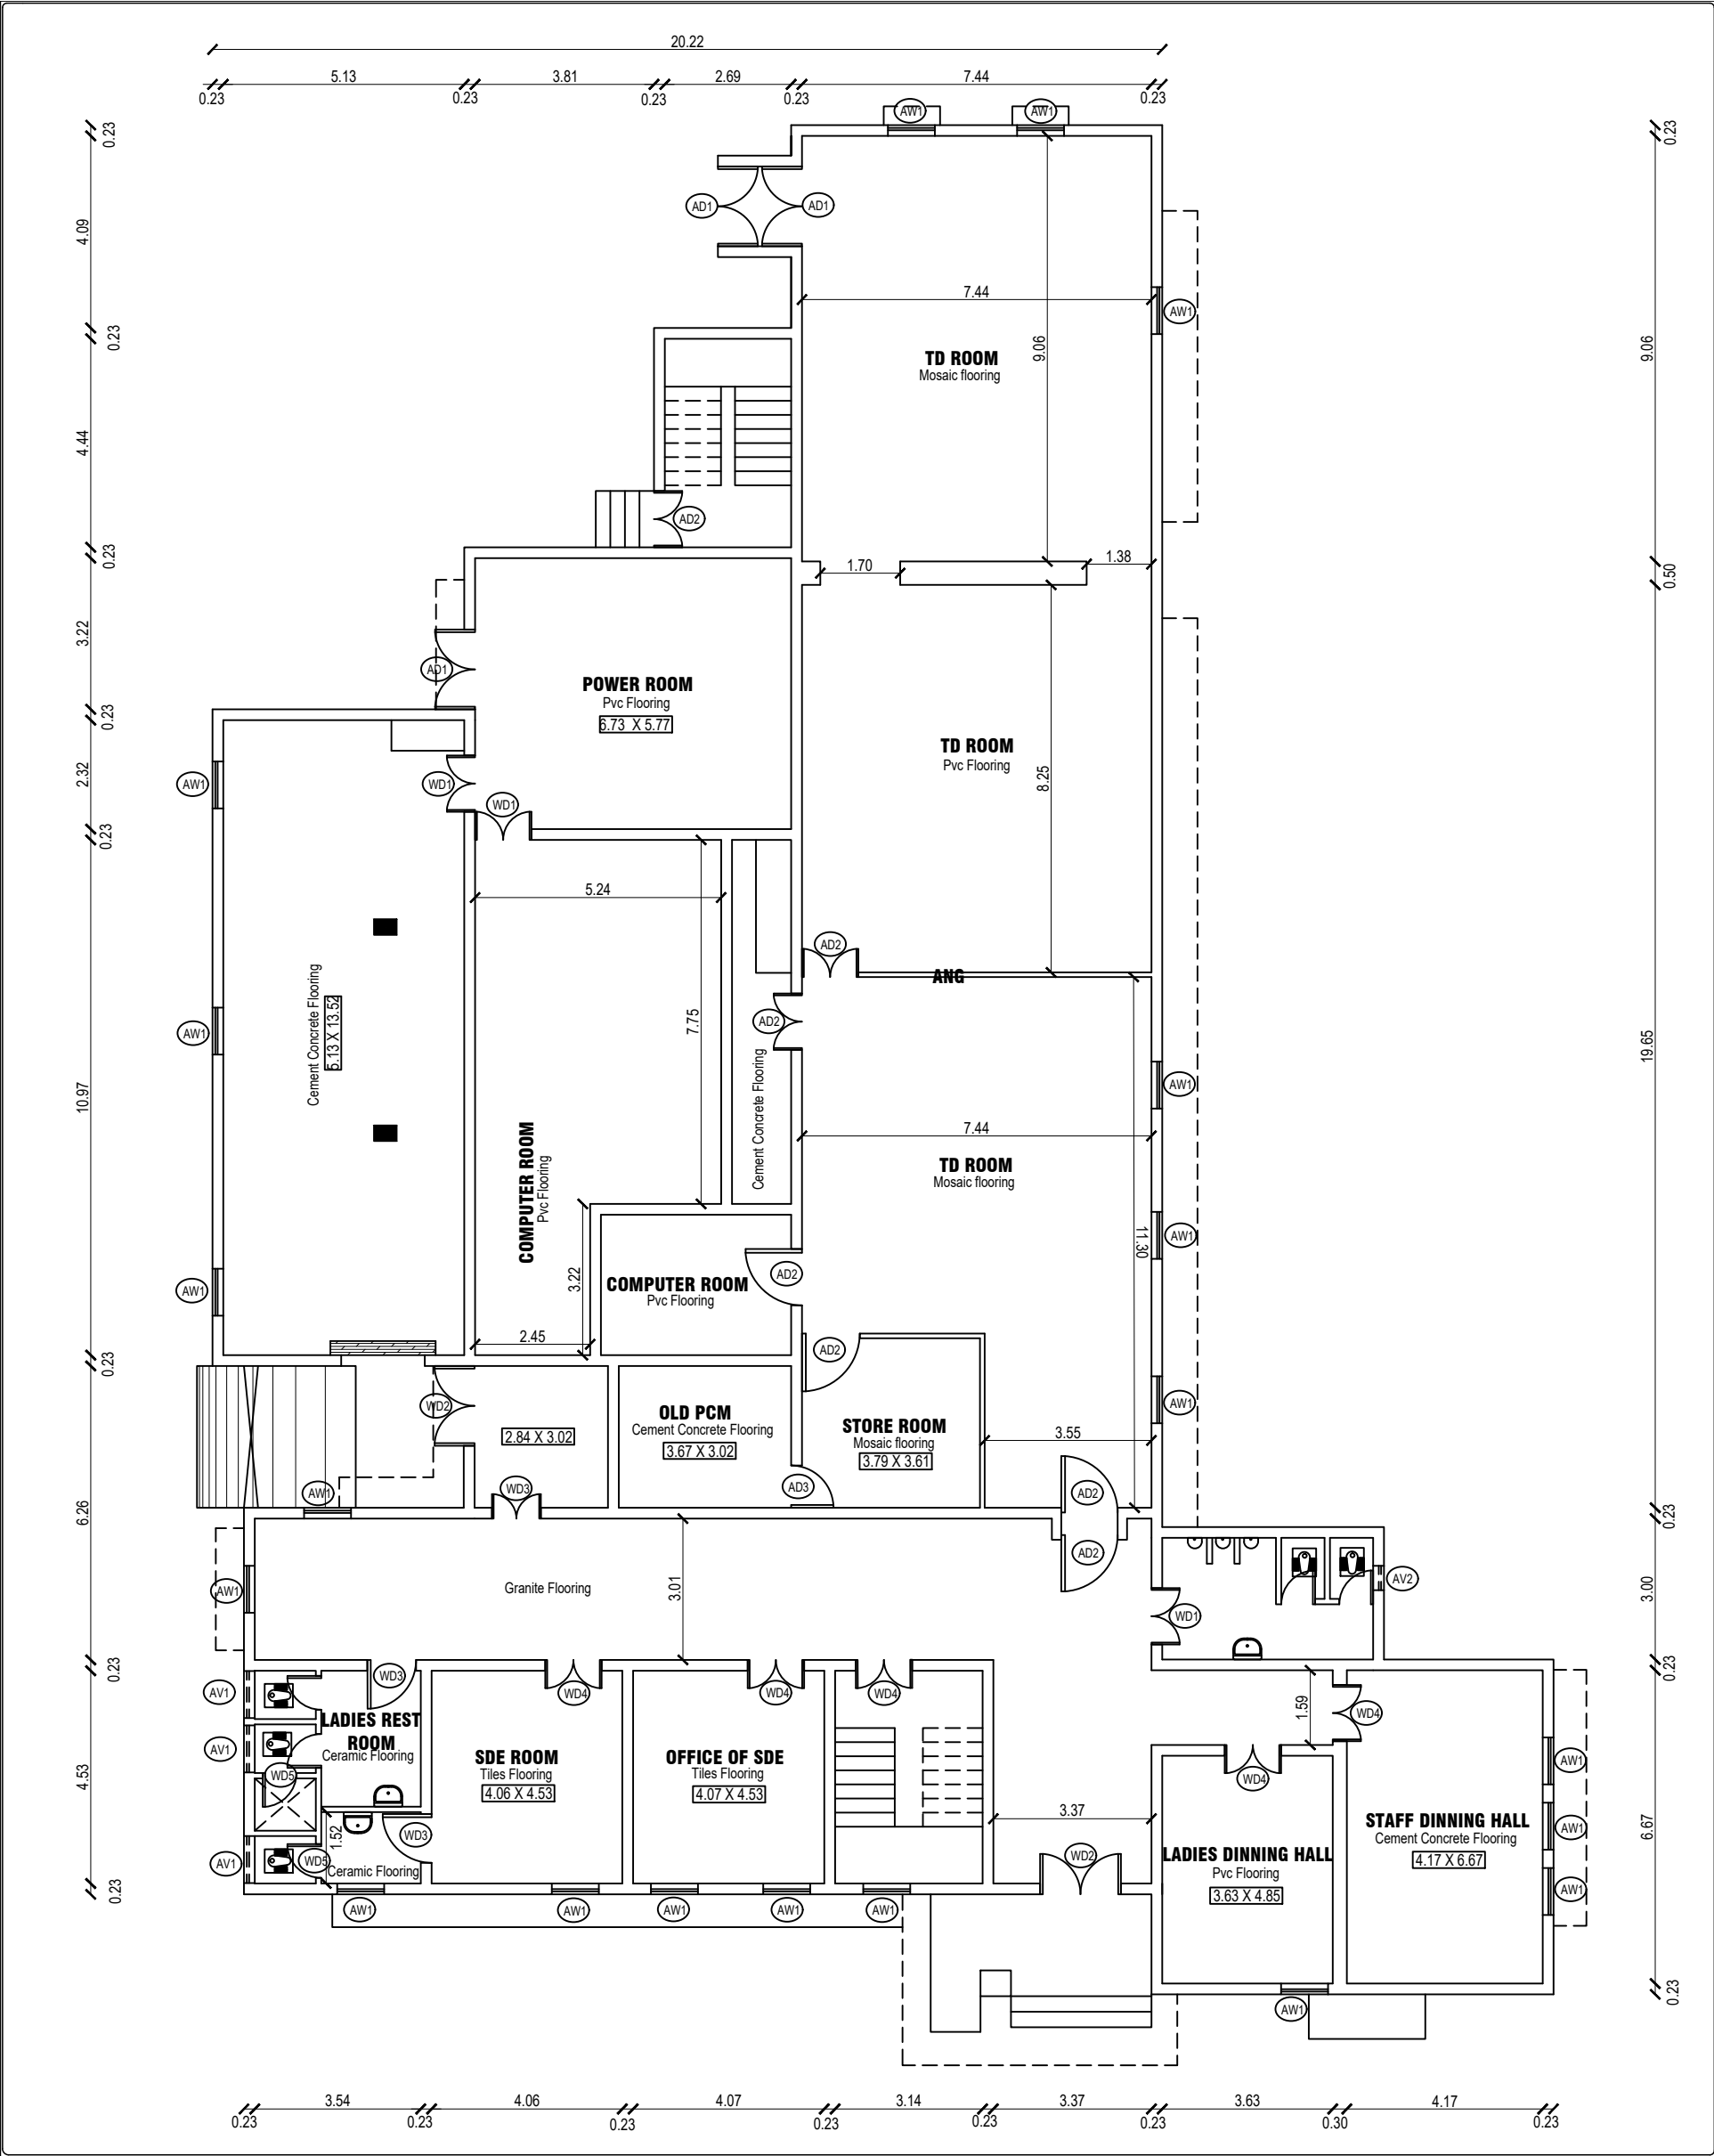 20.22
5.13
3.81
2.69
7.44
0.23
0.23
0.23
0.23
0.23
AW1
AW1
0.23
0.23
AD1
AD1
4.09
7.44
AW1
0.23
9.06
9.06
TD ROOM
Mosaic flooring
4.44
AD2
0.23
1.70
1.38
0.50
3.22
AD1
POWER ROOM
Pvc Flooring
6.73 X 5.77
0.23
TD ROOM
Pvc Flooring
8.25
2.32
AW1
WD1
WD1
0.23
5.24
AD2
ANG
Cement Concrete Flooring
5.13 X 13.52
AW1
7.75
AD2
19.65
10.97
AW1
Cement Concrete Flooring
7.44
COMPUTER ROOM
Pvc Flooring
TD ROOM
Mosaic flooring
11.30
AW1
AD2
3.22
COMPUTER ROOM
Pvc Flooring
AW1
2.45
AD2
0.23
WD2
AW1
OLD PCM
Cement Concrete Flooring
3.67 X 3.02
2.84 X 3.02
STORE ROOM
Mosaic flooring
3.79 X 3.61
3.55
AW1
WD3
AD3
AD2
6.26
0.23
AD2
AW1
Granite Flooring
3.01
AV2
3.00
WD1
0.23
0.23
WD3
AV1
WD4
WD4
WD4
1.59
WD4
LADIES REST
ROOM
Ceramic Flooring
AV1
SDE ROOM
Tiles Flooring
4.06 X 4.53
OFFICE OF SDE
Tiles Flooring
4.07 X 4.53
AW1
WD5
WD4
4.53
3.37
STAFF DINNING HALL
Cement Concrete Flooring
4.17 X 6.67
AW1
6.67
1.52
WD3
LADIES DINNING HALL
Pvc Flooring
3.63 X 4.85
WD2
AV1
WD5
Ceramic Flooring
AW1
0.23
AW1
AW1
AW1
AW1
AW1
0.23
AW1
3.54
4.06
4.07
3.14
3.37
3.63
4.17
0.23
0.23
0.23
0.23
0.23
0.23
0.30
0.23